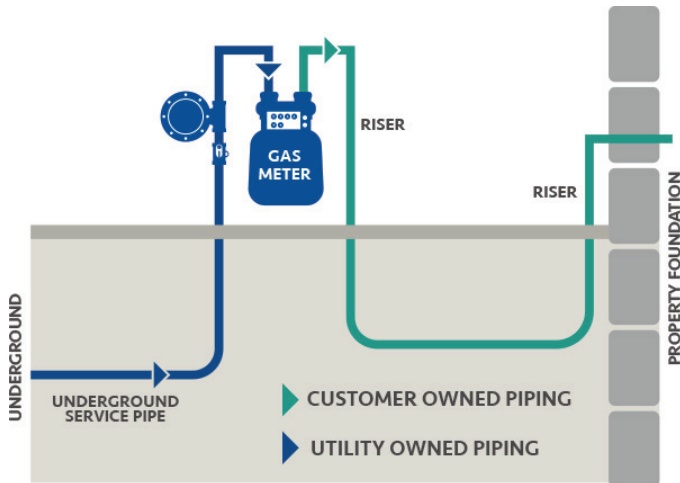 RISER
GAS
METER
RISER
PROPERTY FOUNDATION
UNDERGROUND
UNDERGROUND
SERVICE PIPE
CUSTOMER OWNED PIPING
UTILITY OWNED PIPING